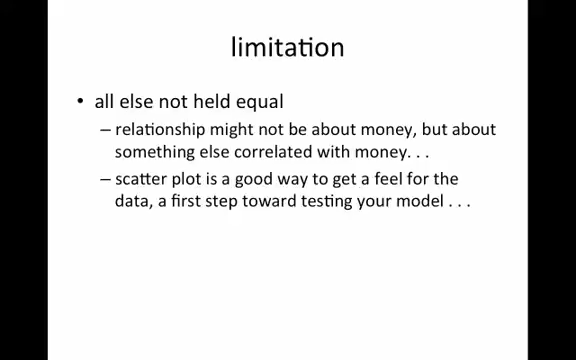 limitation
• all else not held equal
– relationship might not be about money, but about
something else correlated with money. . .
– scatter plot is a good way to get a feel for the
data, a first step toward testing your model . . .